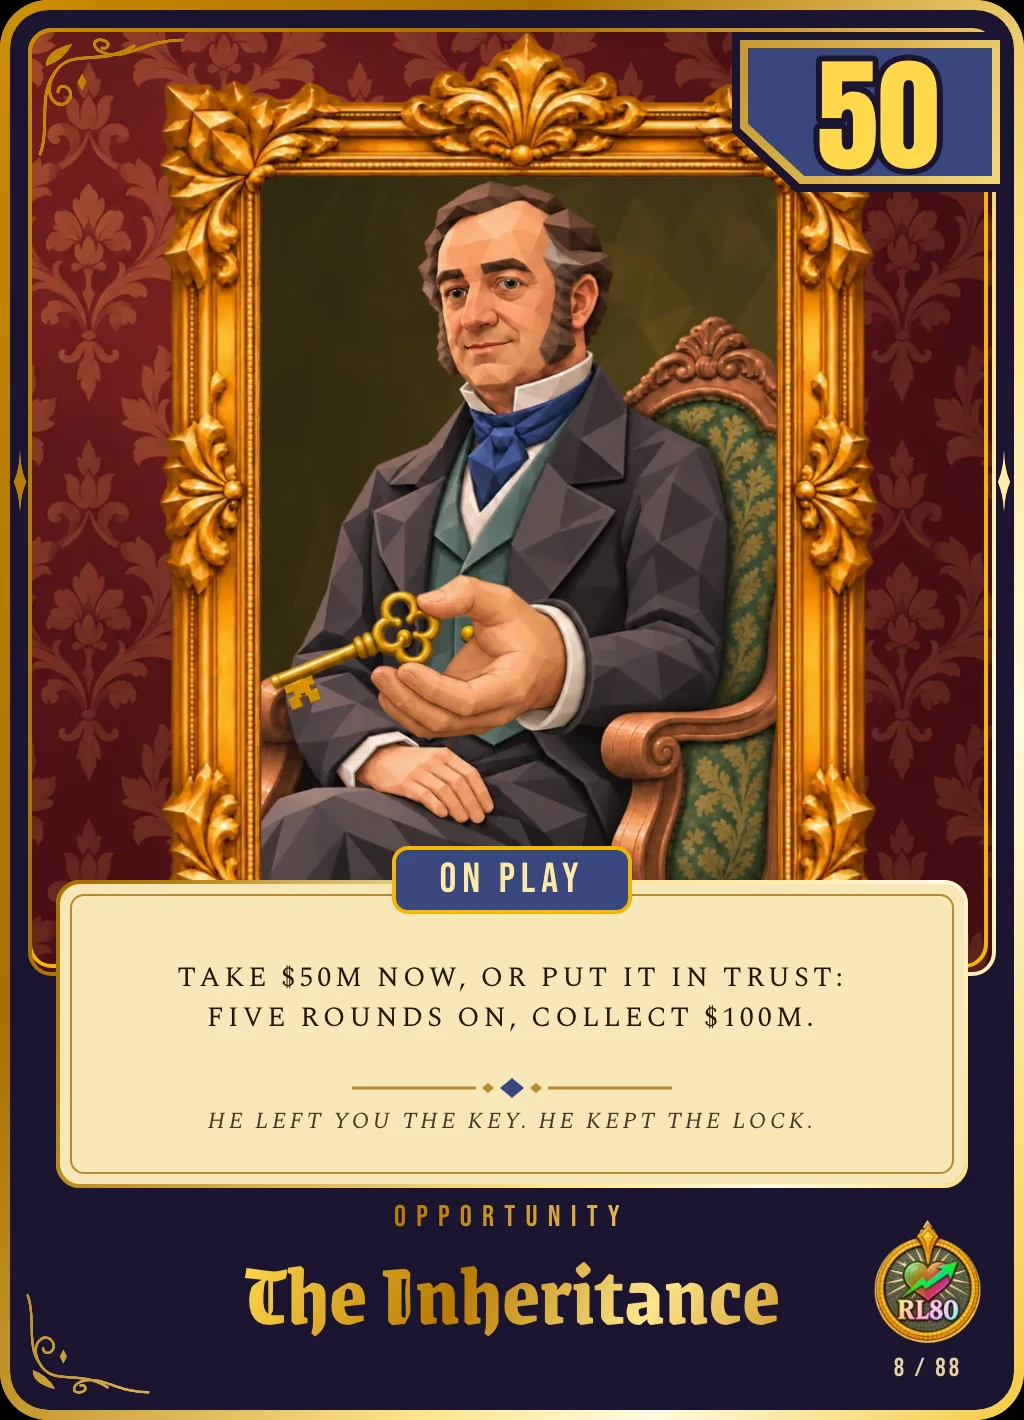 50
ON PLAY
TAKE $50M NOW, OR PUT IT IN TRUST:
FIVE ROUNDS ON, COLLECT $100M.
HE LEFT YOU THE KEY. HE KEPT THE LOCK.
OPPORTUNITY
The Inheritance
RL80
8 / 88